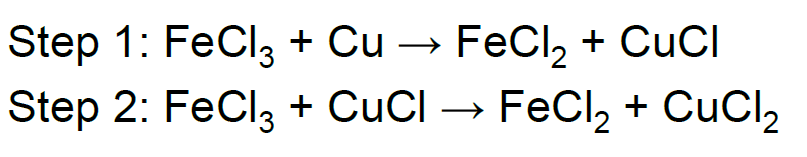 Step 1: FeCl₃ + Cu → FeCl₂ + CuCl
Step 2: FeCl₃ + CuCl → FeCl₂ + CuCl₂